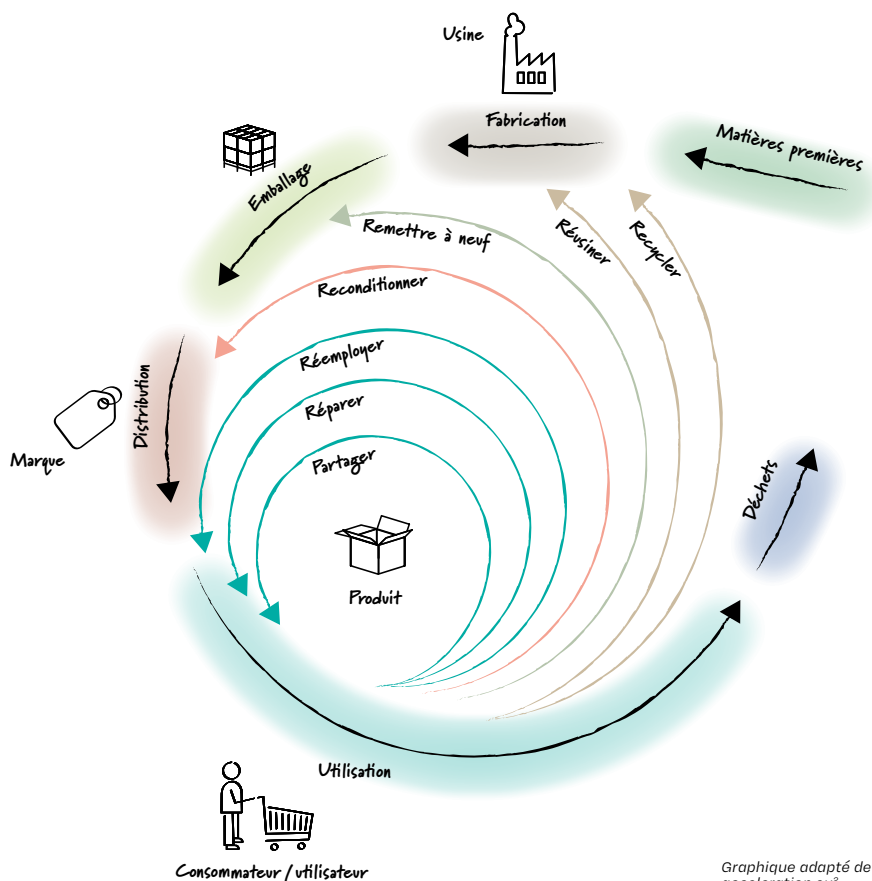 Usine
Fabrication
Matières premières
Emballage
Remettre à neuf
Réusiner
Recycler
Reconditionner
Réemployer
Distribution
Réparer
Marque
Partager
Déchets
Produit
Utilisation
Consommateur / utilisateur
Graphique adapté de